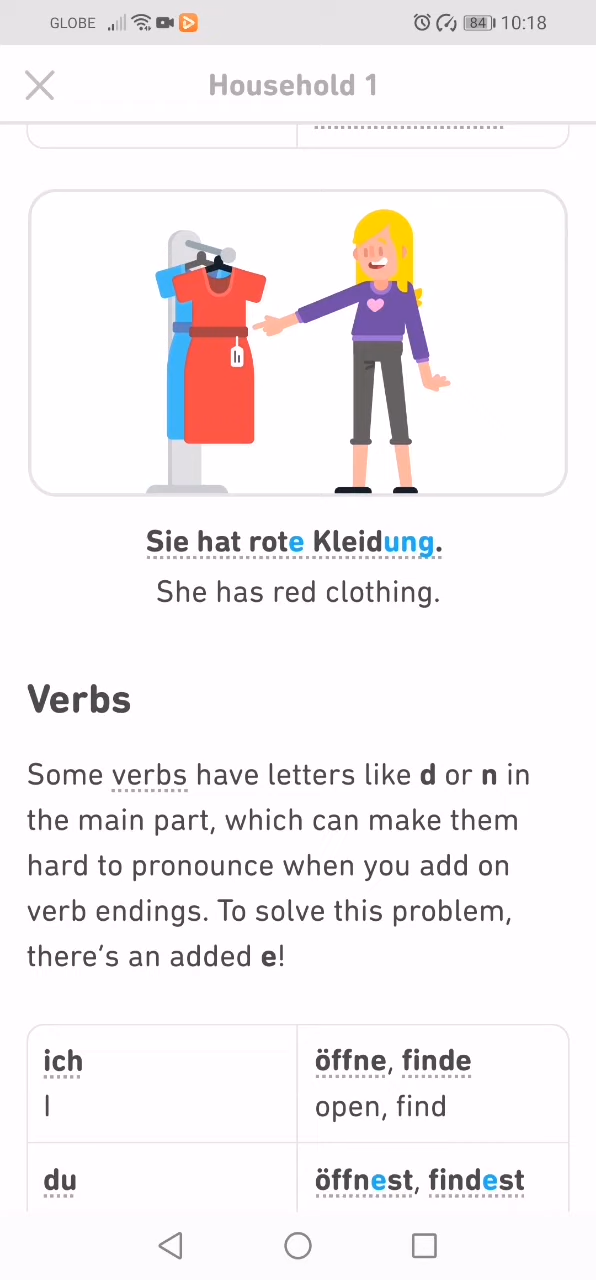 GLOBE 84 10:18
Household 1
Sie hat rote Kleidung.
She has red clothing.
Verbs
Some verbs have letters like d or n in
the main part, which can make them
hard to pronounce when you add on
verb endings. To solve this problem,
there's an added e!
ich öffne, finde
I open, find
du öffnest, findest